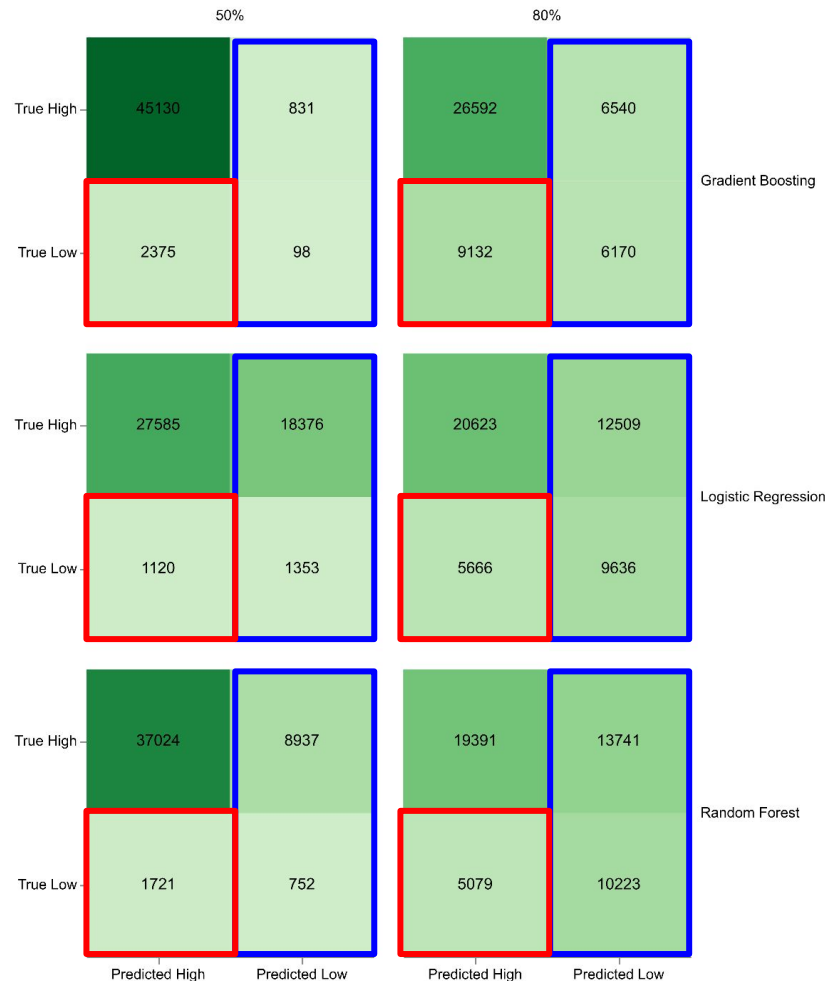 50% 80%
True High 45130 831 26592 6540
Gradient Boosting
True Low 2375 98 9132 6170
True High 27585 18376 20623 12509
Logistic Regression
True Low 1120 1353 5666 9636
True High 37024 8937 19391 13741
Random Forest
True Low 1721 752 5079 10223
Predicted High Predicted Low Predicted High Predicted Low